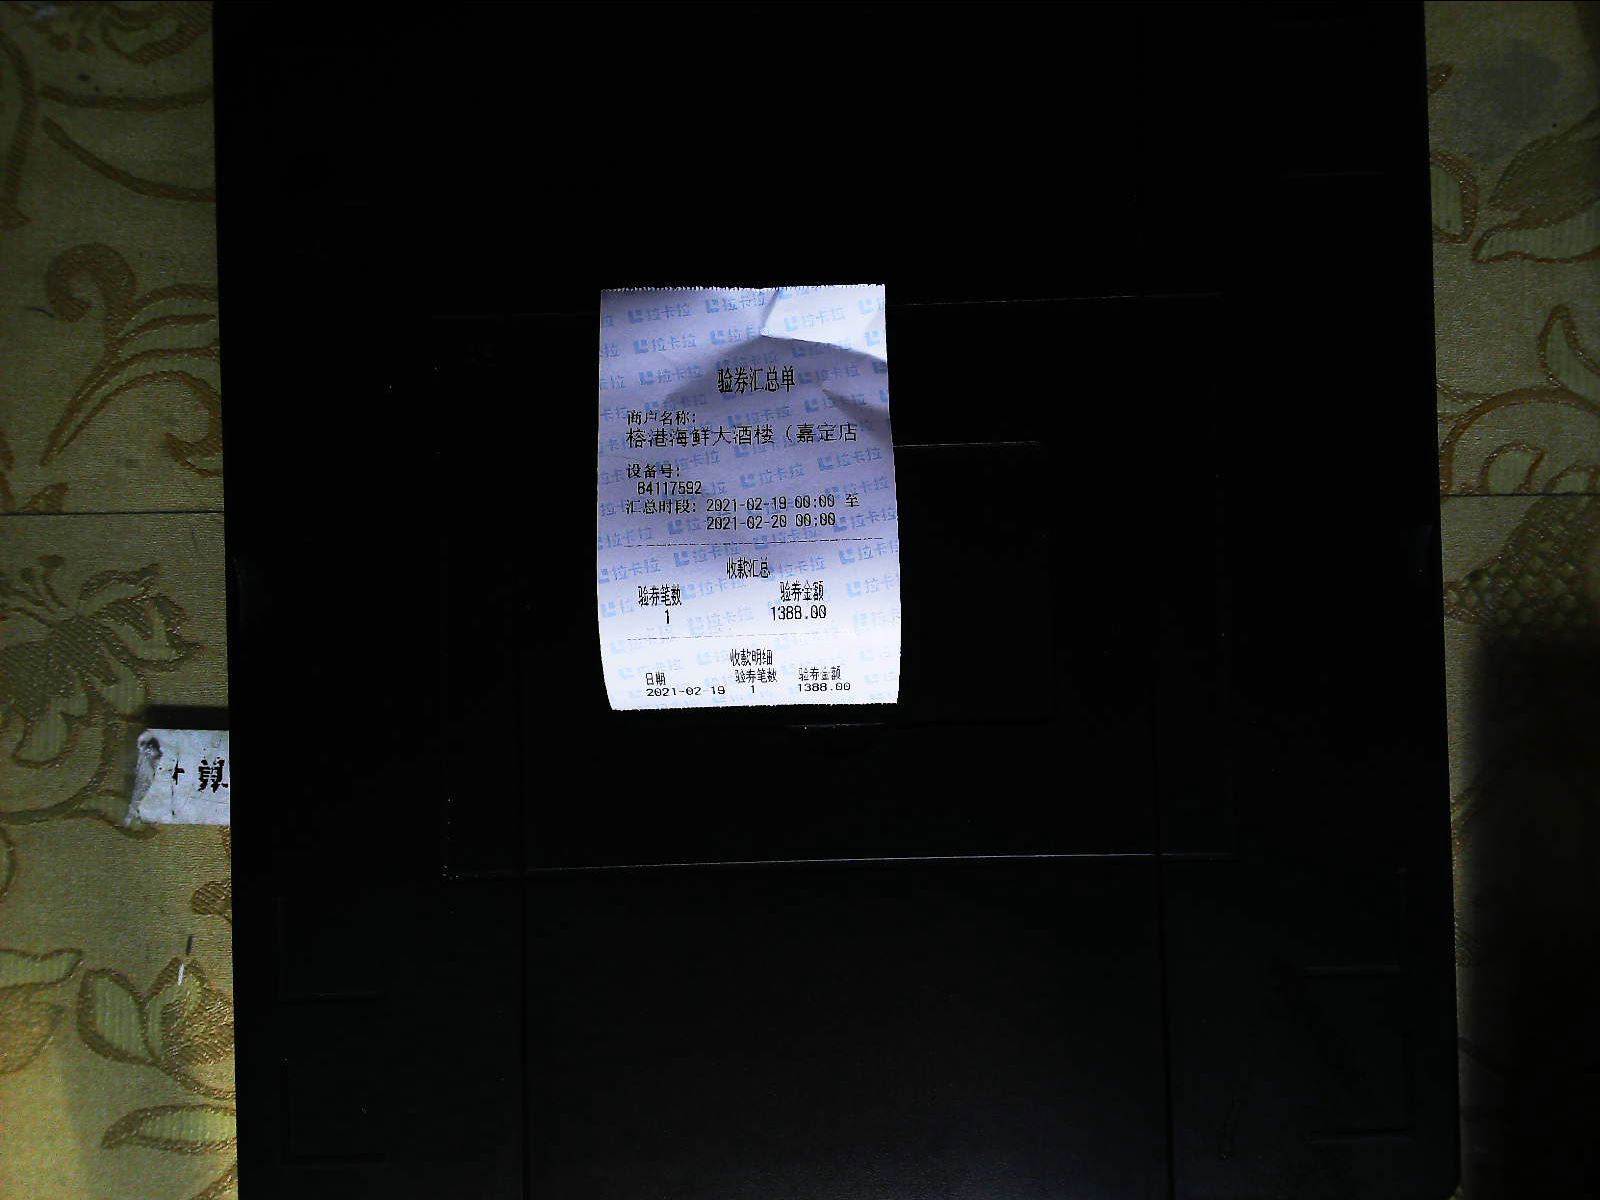 验券汇总单
商户名称:
榕港海鲜大酒楼（嘉定店
设备号:
84117592
汇总时段: 2021-02-19 00:00 至
2021-02-20 00:00
收款汇总
验券笔数 验券金额
1 1388.00
收款明细
日期 验券笔数 验券金额
2021-02-19 1 1388.00
拉卡拉